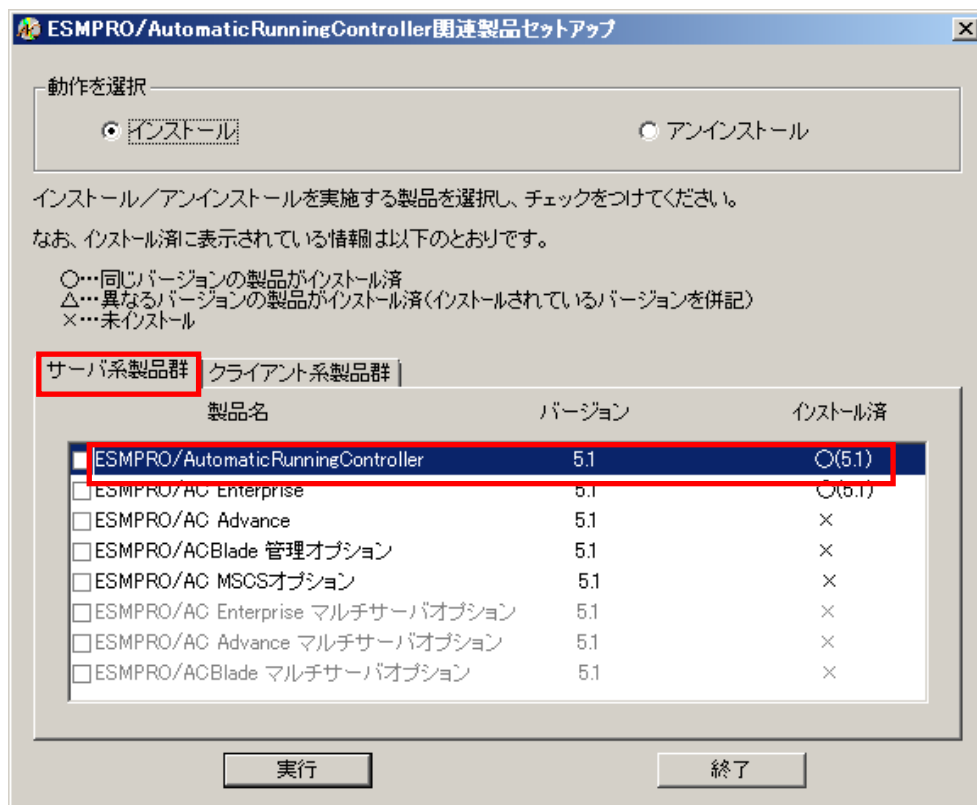 ESMPRO/AutomaticRunningController関連製品セットアップ
動作を選択
インストール アンインストール
インストール／アンインストールを実施する製品を選択し、チェックをつけてください。
なお、インストール済に表示されている情報は以下のとおりです。
○…同じバージョンの製品がインストール済
△…異なるバージョンの製品がインストール済(インストールされているバージョンを併記)
×…未インストール
サーバ系製品群 クライアント系製品群
製品名 バージョン インストール済
ESMPRO/AutomaticRunningController 5.1 ○(5.1)
ESMPRO/AC Enterprise 5.1 ○(5.1)
ESMPRO/AC Advance 5.1 ×
ESMPRO/ACBlade 管理オプション 5.1 ×
ESMPRO/AC MSCSオプション 5.1 ×
ESMPRO/AC Enterprise マルチサーバオプション 5.1 ×
ESMPRO/AC Advance マルチサーバオプション 5.1 ×
ESMPRO/ACBlade マルチサーバオプション 5.1 ×
実行 終了